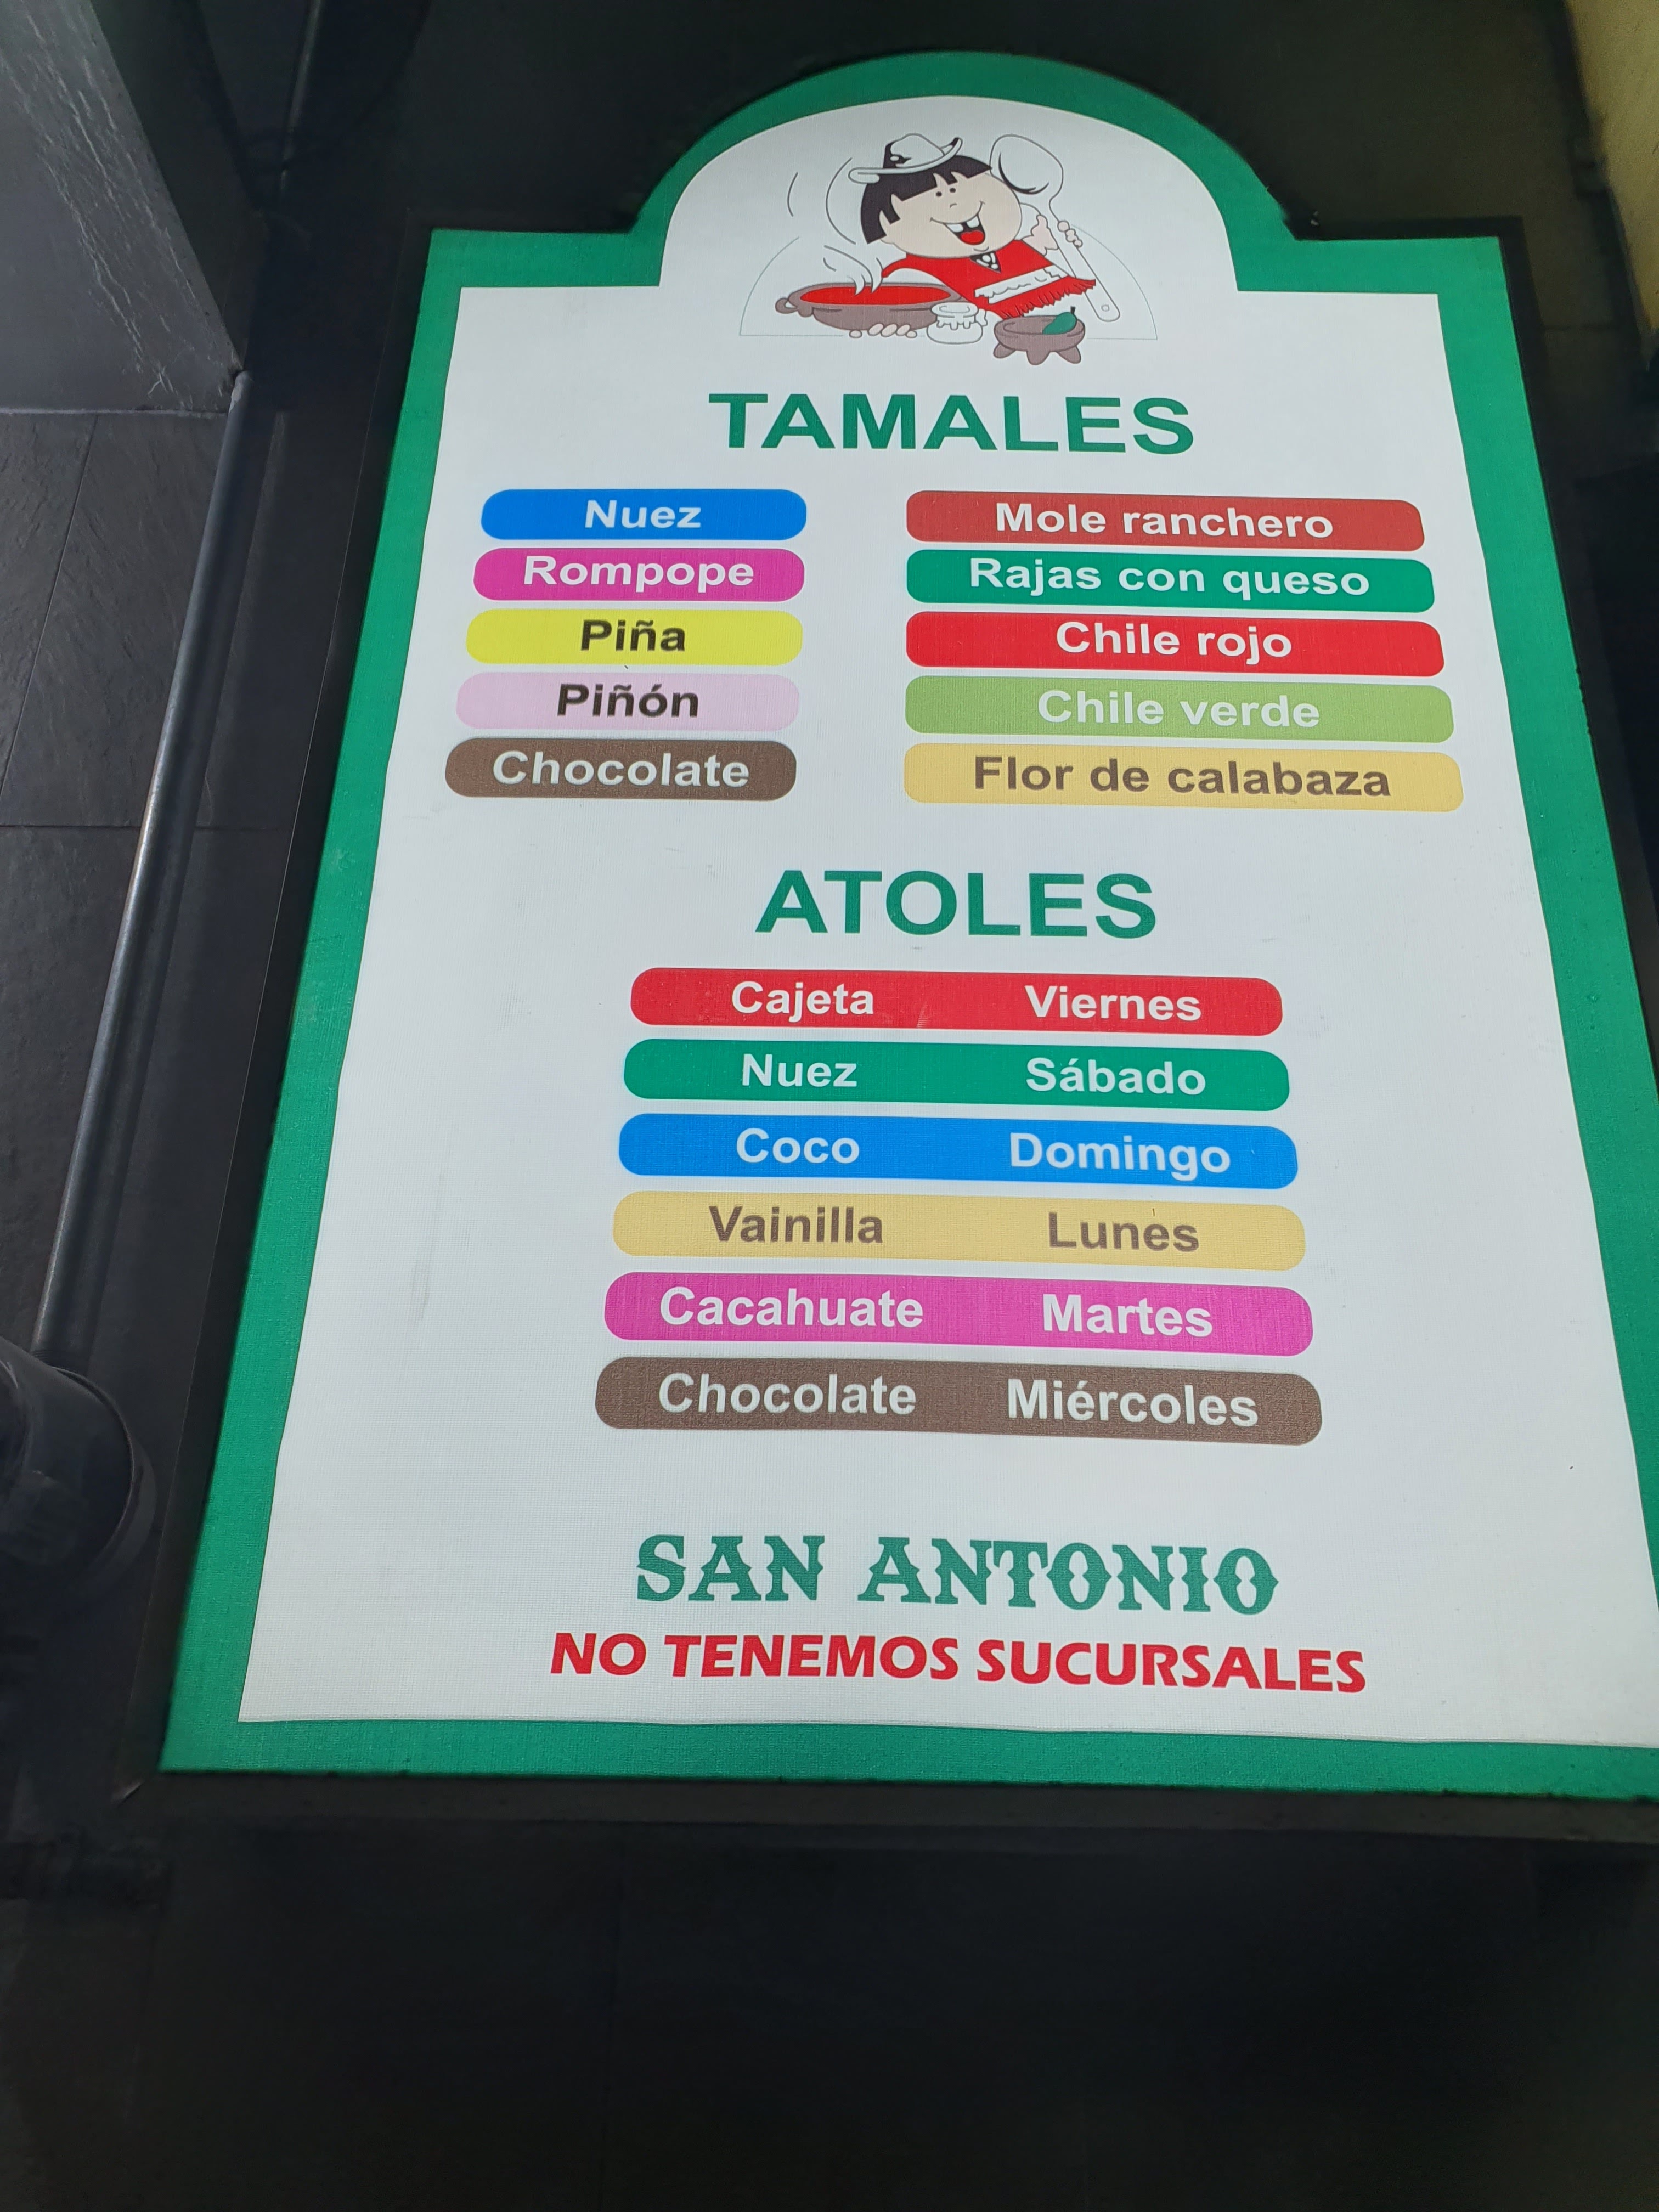 TAMALES
Nuez Mole ranchero
Rompope Rajas con queso
Piña Chile rojo
Piñón Chile verde
Chocolate Flor de calabaza
ATOLES
Cajeta Viernes
Nuez Sábado
Coco Domingo
Vainilla Lunes
Cacahuate Martes
Chocolate Miércoles
SAN ANTONIO
NO TENEMOS SUCURSALES